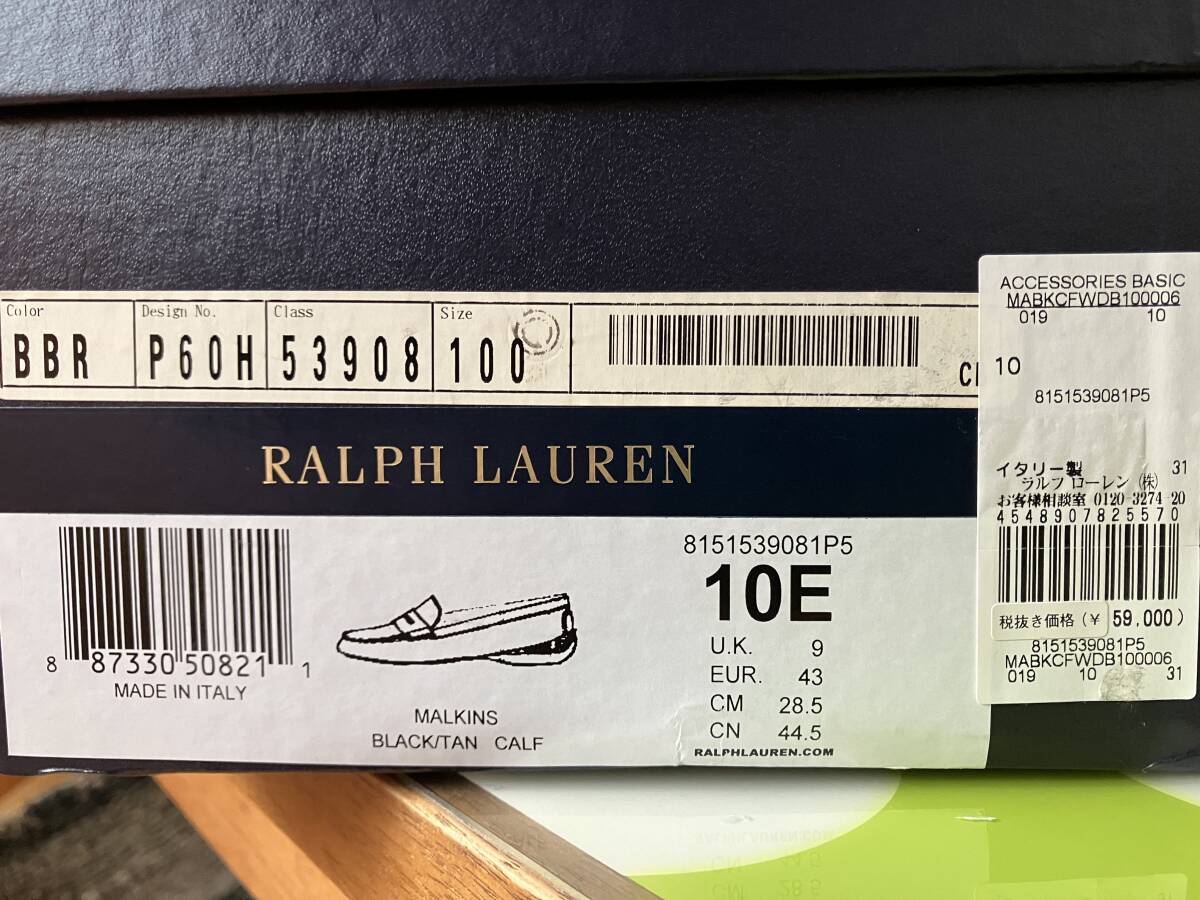 Color Design No. Class Size
BBR P60H 53908 100
RALPH LAUREN
8 87330 50821 1
MADE IN ITALY
MALKINS
BLACK/TAN CALF
8151539081P5
10E
U.K. 9
EUR. 43
CM 28.5
CN 44.5
RALPHLAUREN.COM
ACCESSORIES BASIC
MABKCFWDB100006
019 10
10
8151539081P5
イタリー製 31
ラルフ ローレン (株)
お客様相談室 0120 3274 20
4548907825570
税抜き価格 (¥ 59,000)
8151539081P5
MABKCFWDB100006
019 10 31